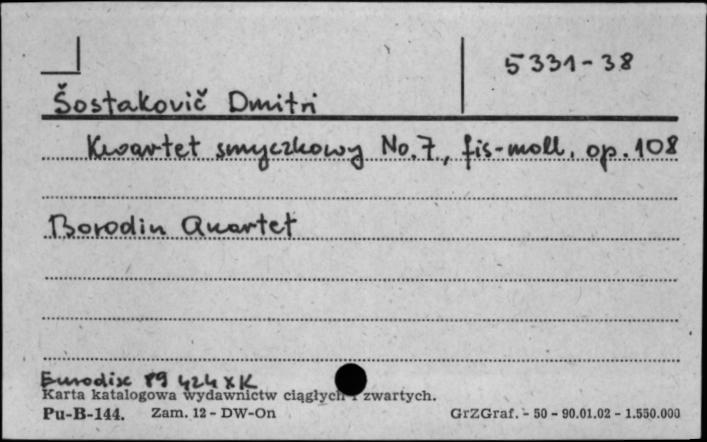 5331-38
Šostakovič Dmitri
Kwartet smyczkowy No.7, fis-moll, op.108
Borodin Quartet
Eurodisc 89 424 XK
Karta katalogowa wydawnictw ciągłych i zwartych.
Pu-B-144. Zam. 12 - DW-On GrZGraf. - 50 - 90.01.02 - 1.550.000